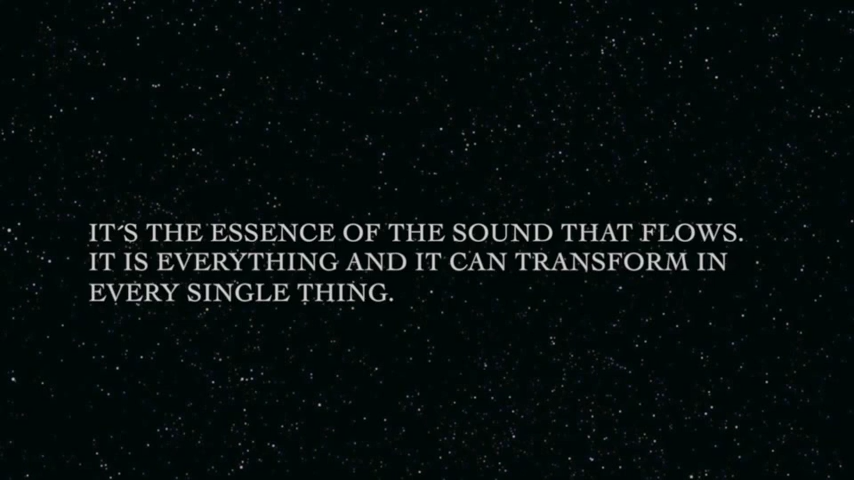 IT´S THE ESSENCE OF THE SOUND THAT FLOWS.
IT IS EVERYTHING AND IT CAN TRANSFORM IN
EVERY SINGLE THING.